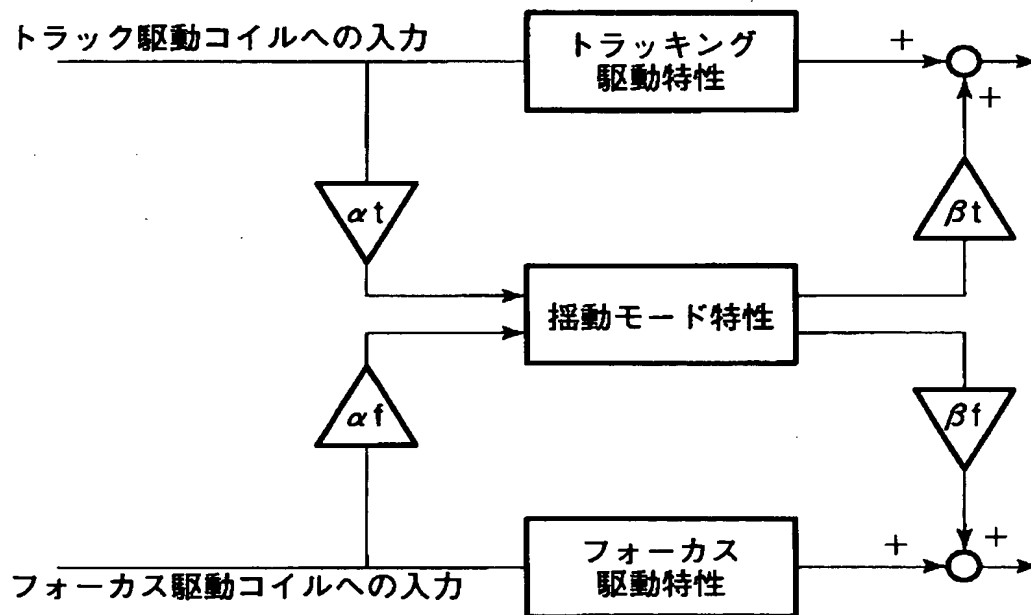 トラック駆動コイルへの入力
トラッキング
駆動特性
+
+
αt
βt
揺動モード特性
αf
βf
フォーカス
駆動特性
+
+
フォーカス駆動コイルへの入力